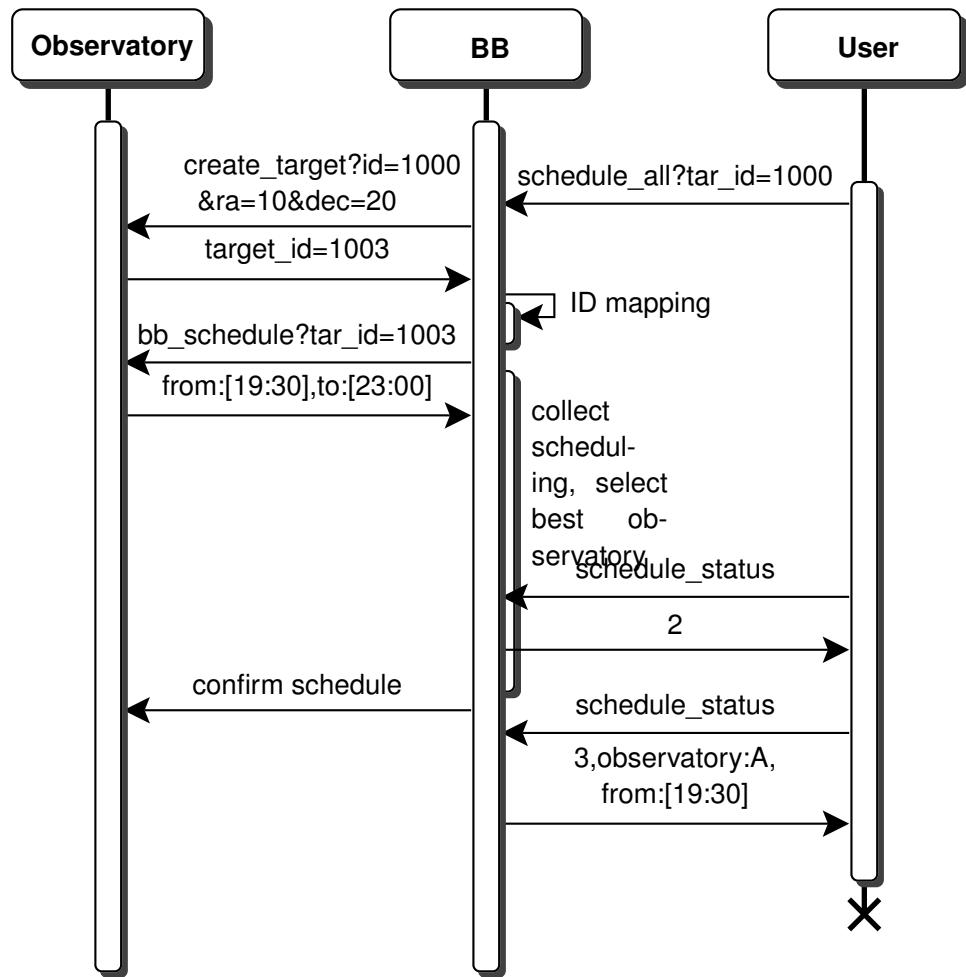 Observatory
BB
User
create_target?id=1000
&ra=10&dec=20
schedule_all?tar_id=1000
target_id=1003
ID mapping
bb_schedule?tar_id=1003
from:[19:30],to:[23:00]
collect
schedul-
ing, select
best ob-
servatory
schedule_status
2
confirm schedule
schedule_status
3,observatory:A,
from:[19:30]